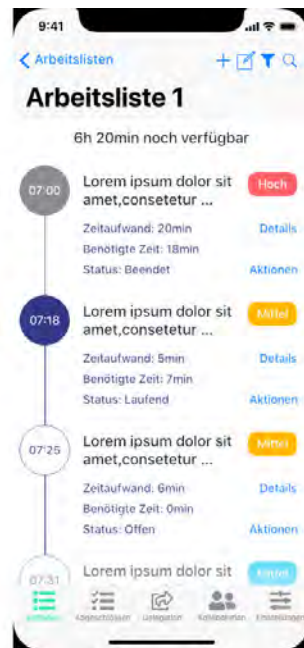 9:41
Arbeitslisten
Arbeitsliste 1
6h 20min noch verfügbar
07:00
Lorem ipsum dolor sit
amet,consetetur ...
Hoch
Zeitaufwand: 20min
Details
Benötigte Zeit: 18min
Status: Beendet
Aktionen
07:18
Lorem ipsum dolor sit
amet,consetetur ...
Mittel
Zeitaufwand: 5min
Details
Benötigte Zeit: 7min
Status: Laufend
Aktionen
07:25
Lorem ipsum dolor sit
amet,consetetur ...
Mittel
Zeitaufwand: 6min
Details
Benötigte Zeit: 0min
Status: Offen
Aktionen
07:31
Lorem ipsum dolor sit
Abgeschlossen Delegation Einstellungen